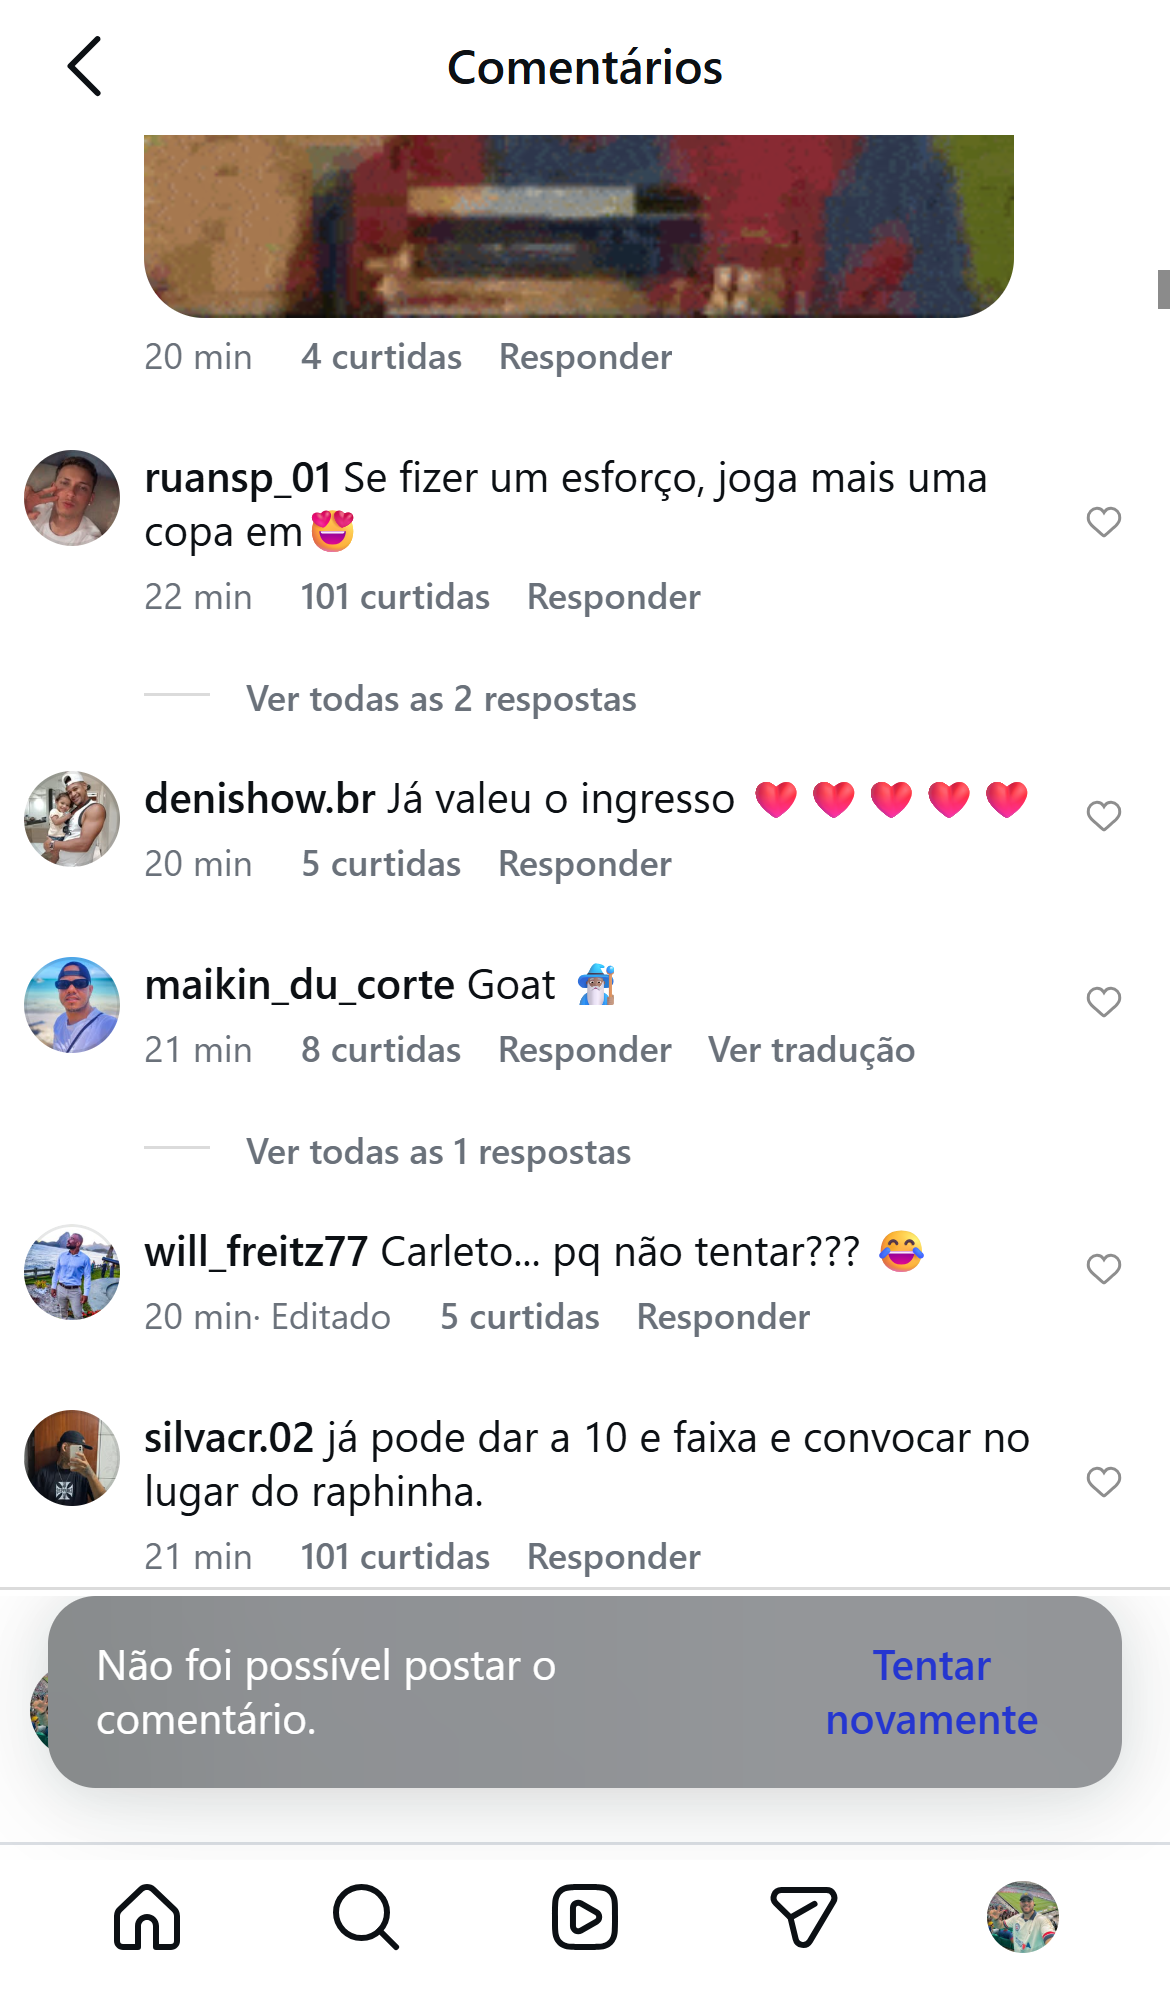 Comentários
20 min 4 curtidas Responder
ruansp_01 Se fizer um esforço, joga mais uma
copa em😍
22 min 101 curtidas Responder
Ver todas as 2 respostas
denishow.br Já valeu o ingresso ❤️❤️❤️❤️❤️
20 min 5 curtidas Responder
maikin_du_corte Goat 🧙🏽‍♂️
21 min 8 curtidas Responder Ver tradução
Ver todas as 1 respostas
will_freitz77 Carleto... pq não tentar??? 😂
20 min· Editado 5 curtidas Responder
silvacr.02 já pode dar a 10 e faixa e convocar no
lugar do raphinha.
21 min 101 curtidas Responder
Não foi possível postar o
comentário.
Tentar
novamente